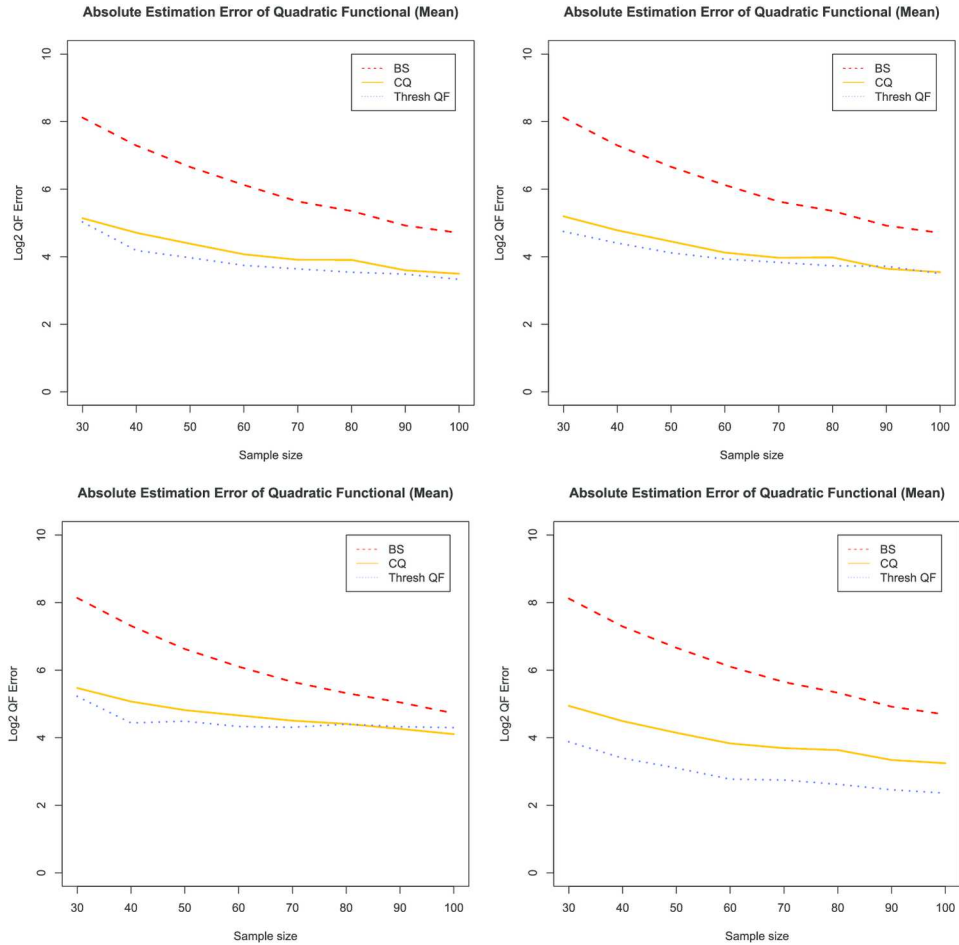 Absolute Estimation Error of Quadratic Functional (Mean)
Log2 QF Error
10
8
6
4
2
0
BS
CQ
Thresh QF
30 40 50 60 70 80 90 100
Sample size
Absolute Estimation Error of Quadratic Functional (Mean)
Log2 QF Error
10
8
6
4
2
0
BS
CQ
Thresh QF
30 40 50 60 70 80 90 100
Sample size
Absolute Estimation Error of Quadratic Functional (Mean)
Log2 QF Error
10
8
6
4
2
0
BS
CQ
Thresh QF
30 40 50 60 70 80 90 100
Sample size
Absolute Estimation Error of Quadratic Functional (Mean)
Log2 QF Error
10
8
6
4
2
0
BS
CQ
Thresh QF
30 40 50 60 70 80 90 100
Sample size